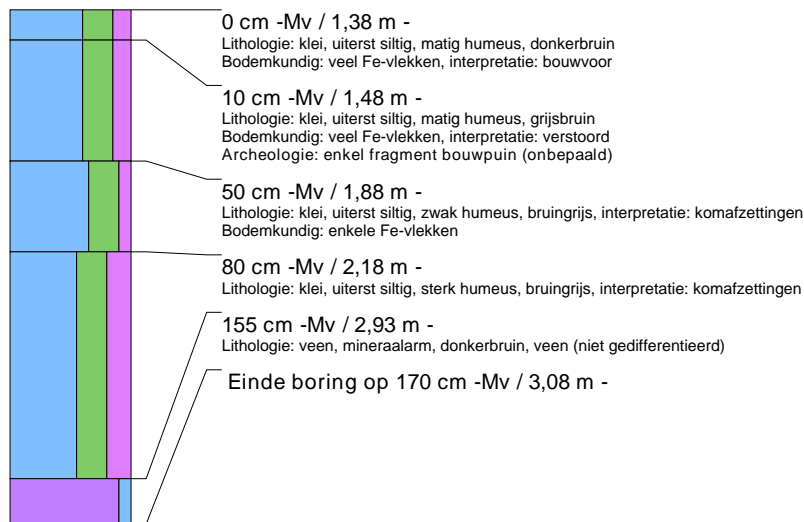 0 cm -Mv / 1,38 m -
Lithologie: klei, uiterst siltig, matig humeus, donkerbruin
Bodemkundig: veel Fe-vlekken, interpretatie: bouwvoor
10 cm -Mv / 1,48 m -
Lithologie: klei, uiterst siltig, matig humeus, grijsbruin
Bodemkundig: veel Fe-vlekken, interpretatie: verstoord
Archeologie: enkel fragment bouwpuin (onbepaald)
50 cm -Mv / 1,88 m -
Lithologie: klei, uiterst siltig, zwak humeus, bruingrijs, interpretatie: komafzettingen
Bodemkundig: enkele Fe-vlekken
80 cm -Mv / 2,18 m -
Lithologie: klei, uiterst siltig, sterk humeus, bruingrijs, interpretatie: komafzettingen
155 cm -Mv / 2,93 m -
Lithologie: veen, mineraalarm, donkerbruin, veen (niet gedifferentieerd)
Einde boring op 170 cm -Mv / 3,08 m -